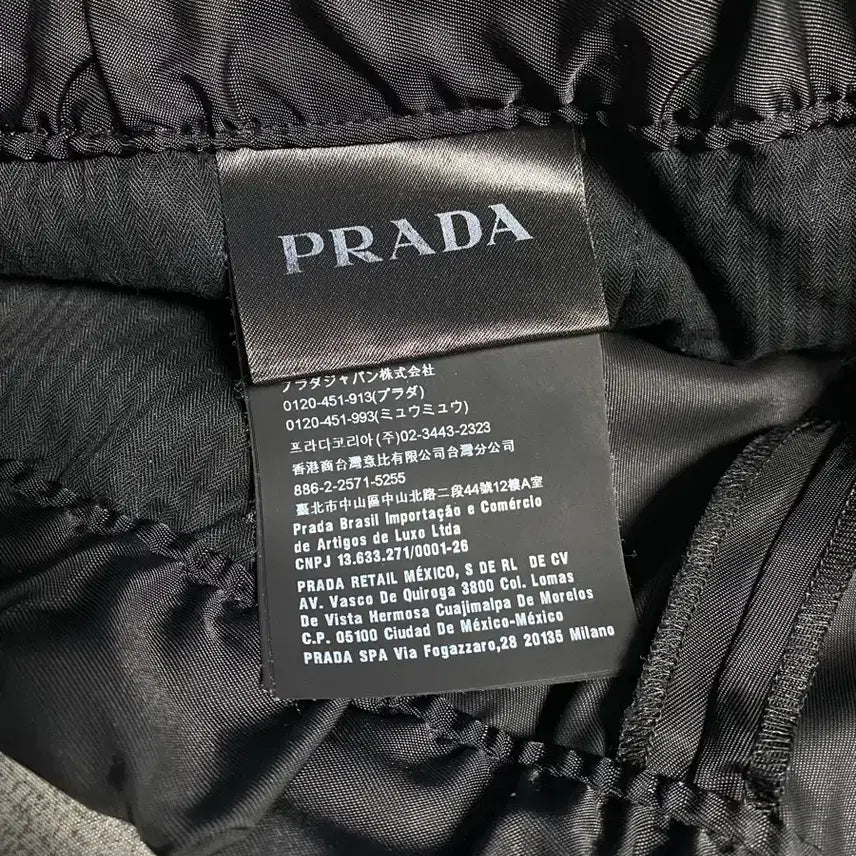 PRADA
プラダジャパン株式会社
0120-451-913(プラダ)
0120-451-993(ミュウミュウ)
프라다코리아(주)02-3443-2323
香港商台灣意比有限公司台灣分公司
886-2-2571-5255
臺北市中山區中山北路二段44號12樓A室
Prada Brasil Importação e Comércio
de Artigos de Luxo Ltda
CNPJ 13.633.271/0001-26
PRADA RETAIL MÉXICO, S DE RL DE CV
AV. Vasco De Quiroga 3800 Col. Lomas
De Vista Hermosa Cuajimalpa De Morelos
C.P. 05100 Ciudad De México-México
PRADA SPA Via Fogazzaro,28 20135 Milano